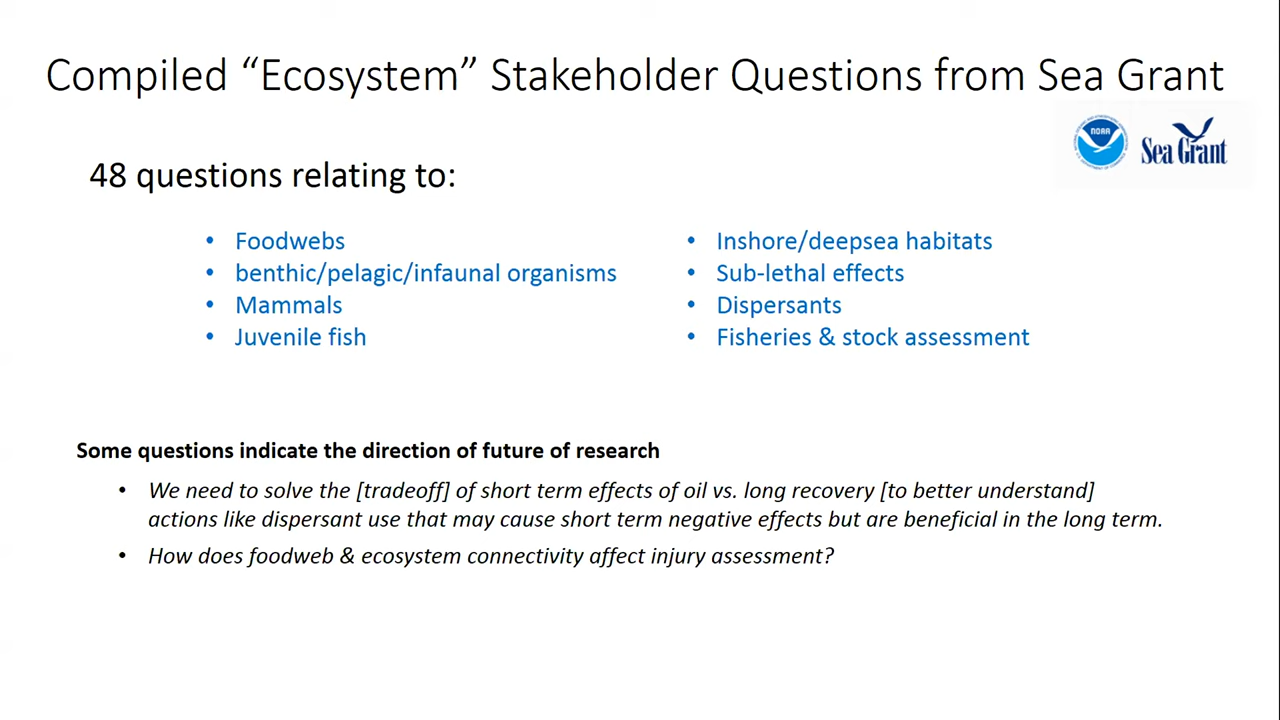 Compiled “Ecosystem” Stakeholder Questions from Sea Grant
NOAA
Sea Grant
48 questions relating to:
• Foodwebs
• benthic/pelagic/infaunal organisms
• Mammals
• Juvenile fish
• Inshore/deepsea habitats
• Sub-lethal effects
• Dispersants
• Fisheries & stock assessment
Some questions indicate the direction of future of research
• We need to solve the [tradeoff] of short term effects of oil vs. long recovery [to better understand]
actions like dispersant use that may cause short term negative effects but are beneficial in the long term.
• How does foodweb & ecosystem connectivity affect injury assessment?